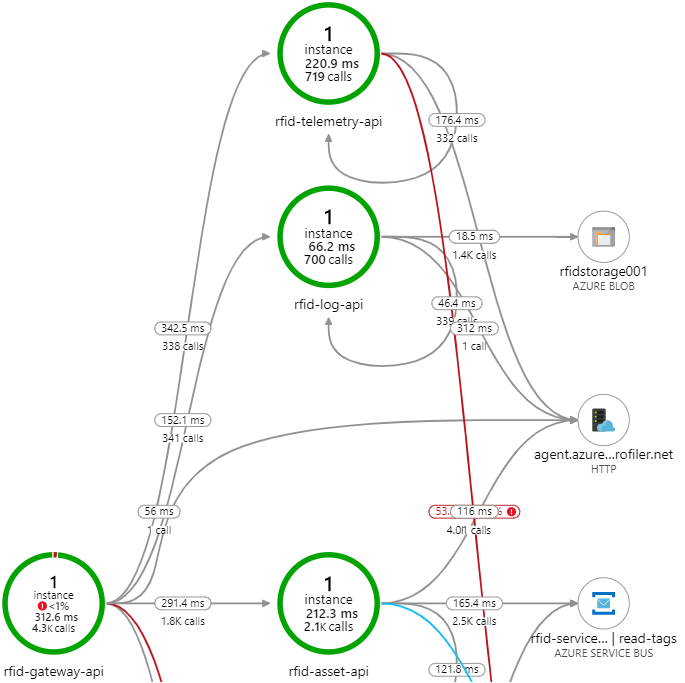 1
instance
220.9 ms
719 calls
rfid-telemetry-api
176.4 ms
332 calls
1
instance
66.2 ms
700 calls
rfid-log-api
18.5 ms
1.4K calls
rfidstorage001
AZURE BLOB
46.4 ms
339 calls
312 ms
1 call
342.5 ms
338 calls
152.1 ms
341 calls
agent.azure...rofiler.net
HTTP
56 ms
1 call
53.
116 ms
calls
1
instance
<1%
312.6 ms
4.3K calls
rfid-gateway-api
291.4 ms
1.8K calls
1
instance
212.3 ms
2.1K calls
rfid-asset-api
165.4 ms
2.5K calls
rfid-service... | read-tags
AZURE SERVICE BUS
121.8 ms